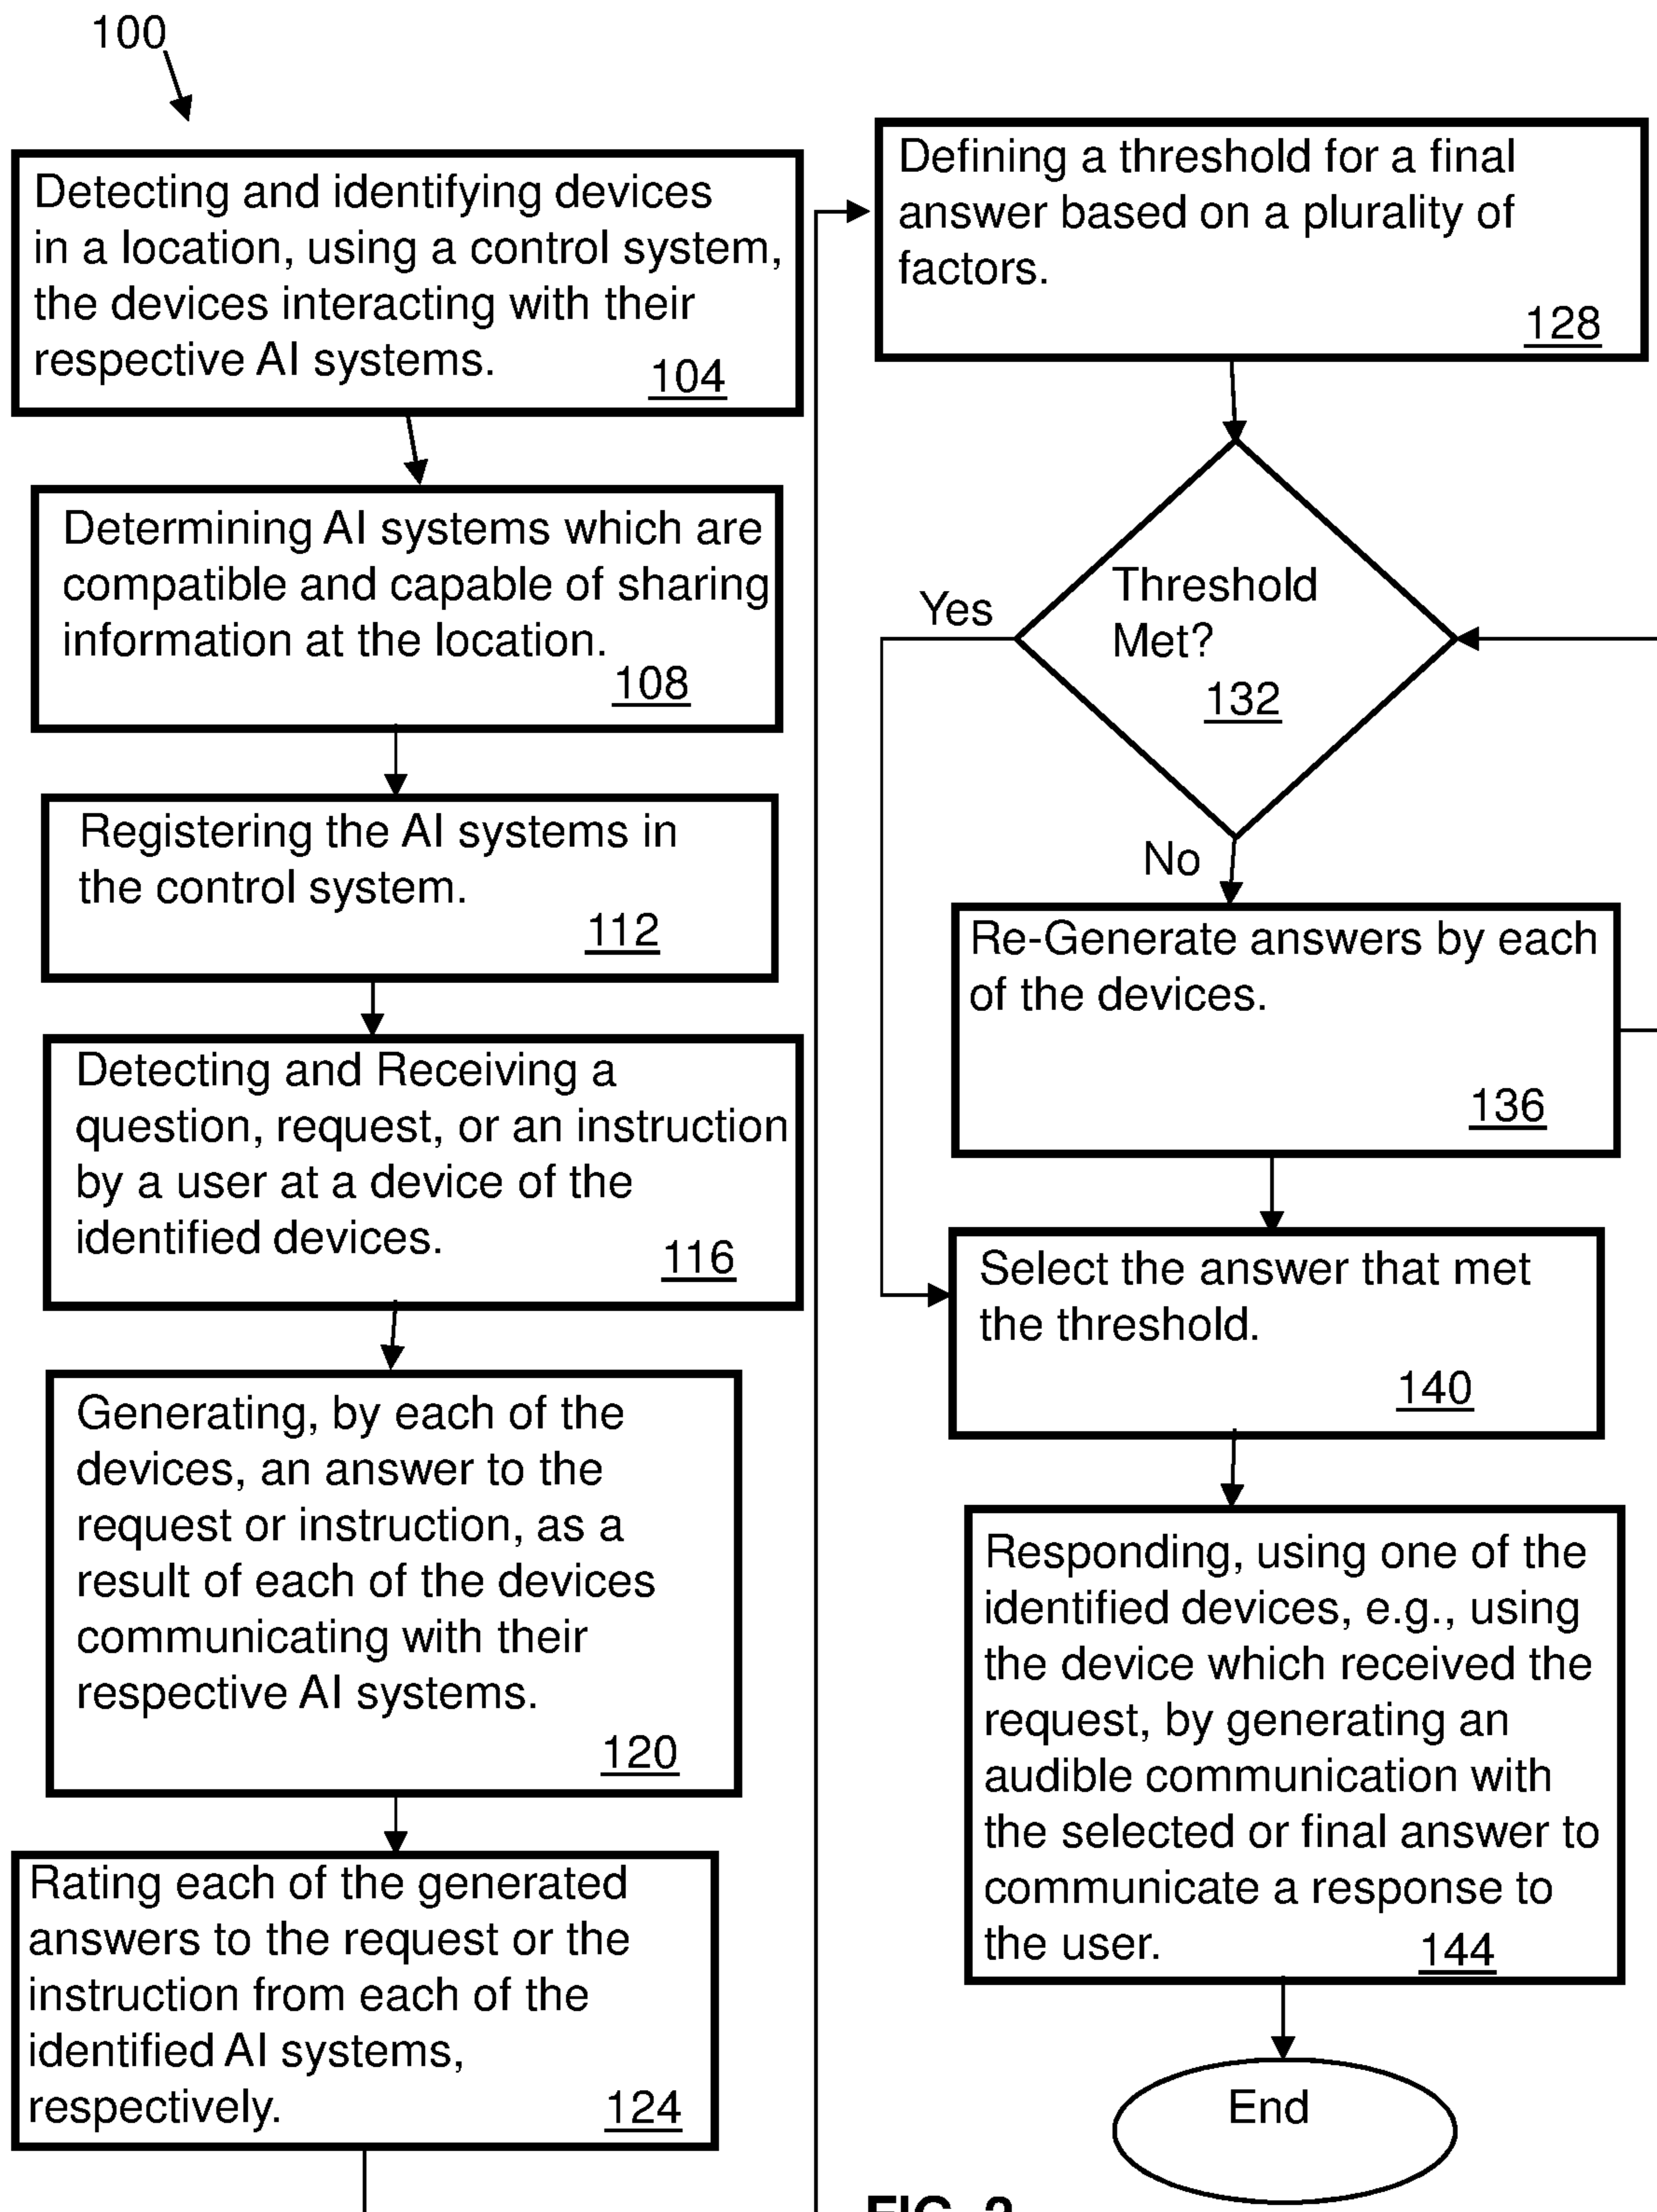 100
Detecting and identifying devices
in a location, using a control system,
the devices interacting with their
respective AI systems.
104
Determining AI systems which are
compatible and capable of sharing
information at the location.
108
Registering the AI systems in
the control system.
112
Detecting and Receiving a
question, request, or an instruction
by a user at a device of the
identified devices.
116
Generating, by each of the
devices, an answer to the
request or instruction, as a
result of each of the devices
communicating with their
respective AI systems.
120
Rating each of the generated
answers to the request or the
instruction from each of the
identified AI systems,
respectively.
124
Defining a threshold for a final
answer based on a plurality of
factors.
128
Threshold
Met?
132
Yes
No
Re-Generate answers by each
of the devices.
136
Select the answer that met
the threshold.
140
Responding, using one of the
identified devices, e.g., using
the device which received the
request, by generating an
audible communication with
the selected or final answer to
communicate a response to
the user.
144
End
FIG.